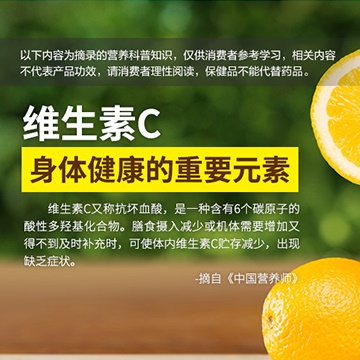 以下内容为摘录的营养科普知识，仅供消费者参考学习，相关内容
不代表产品功效，请消费者理性阅读，保健品不能代替药品。
维生素C
身体健康的重要元素
维生素C又称抗坏血酸，是一种含有6个碳原子的
酸性多羟基化合物。膳食摄入减少或机体需要增加又
得不到及时补充时，可使体内维生素C贮存减少，出现
缺乏症状。
-摘自《中国营养师》